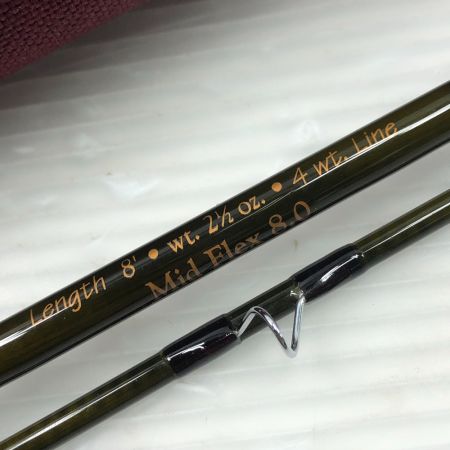 Length 8' • wt. 2½ oz. • 4 wt. Line
Mid Flex 8.0